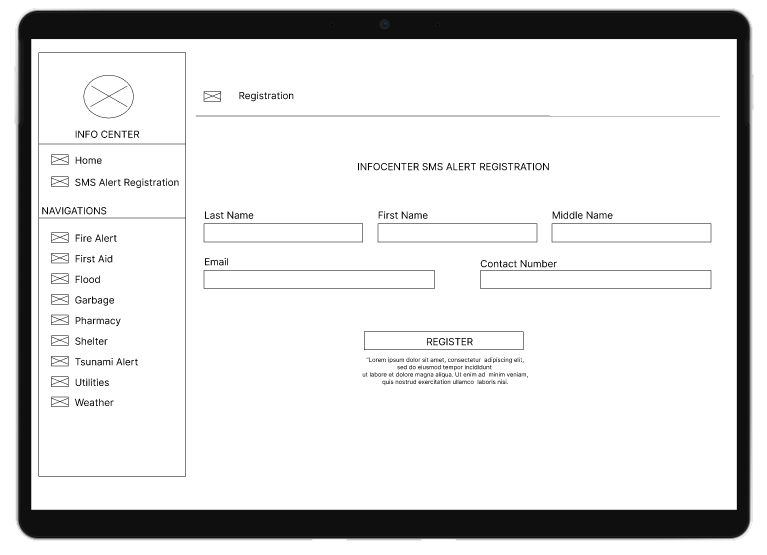 INFO CENTER
Home
SMS Alert Registration
NAVIGATIONS
Fire Alert
First Aid
Flood
Garbage
Pharmacy
Shelter
Tsunami Alert
Utilities
Weather
Registration
INFOCENTER SMS ALERT REGISTRATION
Last Name
First Name
Middle Name
Email
Contact Number
REGISTER
"Lorem ipsum dolor sit amet, consectetur adipiscing elit,
sed do eiusmod tempor incididunt
ut labore et dolore magna aliqua. Ut enim ad minim veniam,
quis nostrud exercitation ullamco laboris nisi.